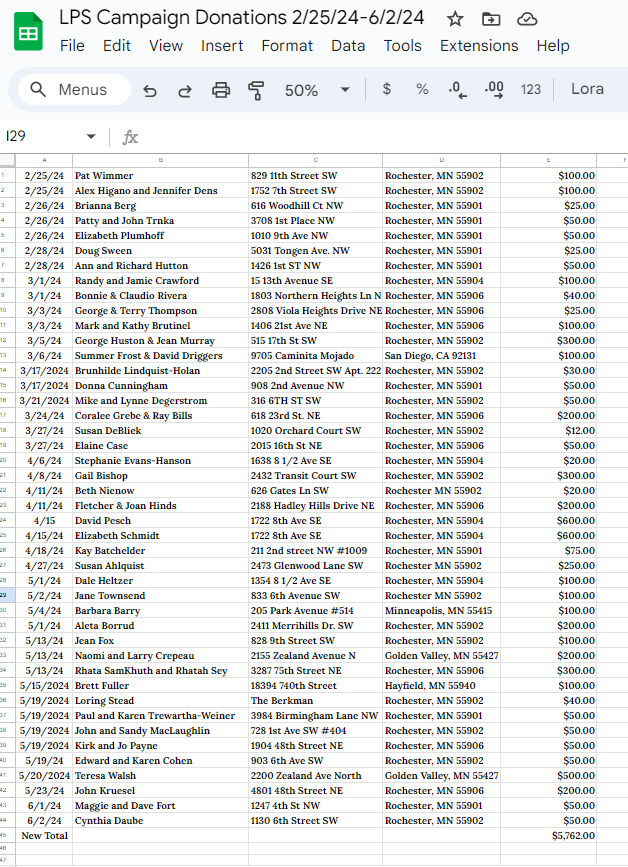 LPS Campaign Donations 2/25/24-6/2/24
File Edit View Insert Format Data Tools Extensions Help
Menus 50% $ % .0 .00 123 Lora
I29 fx
A B C D E F
1 2/25/24 Pat Wimmer 829 11th Street SW Rochester, MN 55902 $100.00
2 2/25/24 Alex Higano and Jennifer Dens 1752 7th Street SW Rochester, MN 55902 $100.00
3 2/26/24 Brianna Berg 616 Woodhill Ct NW Rochester, MN 55901 $25.00
4 2/26/24 Patty and John Trnka 3708 1st Place NW Rochester, MN 55901 $50.00
5 2/26/24 Elizabeth Plumhoff 1010 9th Ave NW Rochester, MN 55901 $50.00
6 2/28/24 Doug Sween 5031 Tongen Ave. NW Rochester, MN 55901 $25.00
7 2/28/24 Ann and Richard Hutton 1426 1st ST NW Rochester, MN 55901 $50.00
8 3/1/24 Randy and Jamie Crawford 15 13th Avenue SE Rochester, MN 55904 $100.00
9 3/1/24 Bonnie & Claudio Rivera 1803 Northern Heights Ln N Rochester, MN 55906 $40.00
10 3/3/24 George & Terry Thompson 2808 Viola Heights Drive NE Rochester, MN 55906 $25.00
11 3/3/24 Mark and Kathy Brutinel 1406 21st Ave NE Rochester, MN 55906 $100.00
12 3/5/24 George Huston & Jean Murray 515 17th St SW Rochester, MN 55902 $300.00
13 3/6/24 Summer Frost & David Driggers 9705 Caminita Mojado San Diego, CA 92131 $100.00
14 3/17/2024 Brunhilde Lindquist-Holan 2205 2nd Street SW Apt. 222 Rochester, MN 55902 $30.00
15 3/17/2024 Donna Cunningham 908 2nd Avenue NW Rochester, MN 55901 $50.00
16 3/21/2024 Mike and Lynne Degerstrom 316 6TH ST SW Rochester, MN 55902 $50.00
17 3/24/24 Coralee Grebe & Ray Bills 618 23rd St. NE Rochester, MN 55906 $200.00
18 3/27/24 Susan DeBliek 1020 Orchard Court SW Rochester, MN 55902 $12.00
19 3/27/24 Elaine Case 2015 16th St NE Rochester, MN 55906 $50.00
20 4/6/24 Stephanie Evans-Hanson 1638 8 1/2 Ave SE Rochester, MN 55904 $20.00
21 4/8/24 Gail Bishop 2432 Transit Court SW Rochester, MN 55902 $300.00
22 4/11/24 Beth Nienow 626 Gates Ln SW Rochester MN 55902 $20.00
23 4/11/24 Fletcher & Joan Hinds 2188 Hadley Hills Drive NE Rochester, MN 55906 $200.00
24 4/15 David Pesch 1722 8th Ave SE Rochester, MN 55904 $600.00
25 4/15/24 Elizabeth Schmidt 1722 8th Ave SE Rochester, MN 55904 $600.00
26 4/18/24 Kay Batchelder 211 2nd street NW #1009 Rochester, MN 55901 $75.00
27 4/27/24 Susan Ahlquist 2473 Glenwood Lane SW Rochester MN 55902 $250.00
28 5/1/24 Dale Heltzer 1354 8 1/2 Ave SE Rochester, MN 55904 $100.00
29 5/2/24 Jane Townsend 833 6th Avenue SW Rochester MN 55902 $100.00
30 5/4/24 Barbara Barry 205 Park Avenue #514 Minneapolis, MN 55415 $100.00
31 5/1/24 Aleta Borrud 2411 Merrihills Dr. SW Rochester, MN 55902 $200.00
32 5/13/24 Jean Fox 828 9th Street SW Rochester, MN 55902 $100.00
33 5/13/24 Naomi and Larry Crepeau 2155 Zealand Avenue N Golden Valley, MN 55427 $200.00
34 5/13/24 Rhata SamKhuth and Rhatah Sey 3287 75th Street NE Rochester, MN 55906 $300.00
35 5/15/2024 Brett Fuller 18394 740th Street Hayfield, MN 55940 $100.00
36 5/19/2024 Loring Stead The Berkman Rochester, MN 55902 $40.00
37 5/19/2024 Paul and Karen Trewartha-Weiner 3984 Birmingham Lane NW Rochester, MN 55901 $50.00
38 5/19/2024 John and Sandy MacLaughlin 728 1st Ave SW #404 Rochester, MN 55902 $50.00
39 5/19/2024 Kirk and Jo Payne 1904 48th Street NE Rochester, MN 55906 $50.00
40 5/19/24 Edward and Karen Cohen 903 6th Ave SW Rochester, MN 55902 $50.00
41 5/20/2024 Teresa Walsh 2200 Zealand Ave North Golden Valley, MN 55427 $500.00
42 5/23/24 John Kruesel 4801 48th Street NE Rochester, MN 55906 $200.00
43 6/1/24 Maggie and Dave Fort 1247 4th St NW Rochester, MN 55901 $50.00
44 6/2/24 Cynthia Daube 1130 6th Street SW Rochester, MN 55902 $50.00
45 New Total $5,762.00
46
47